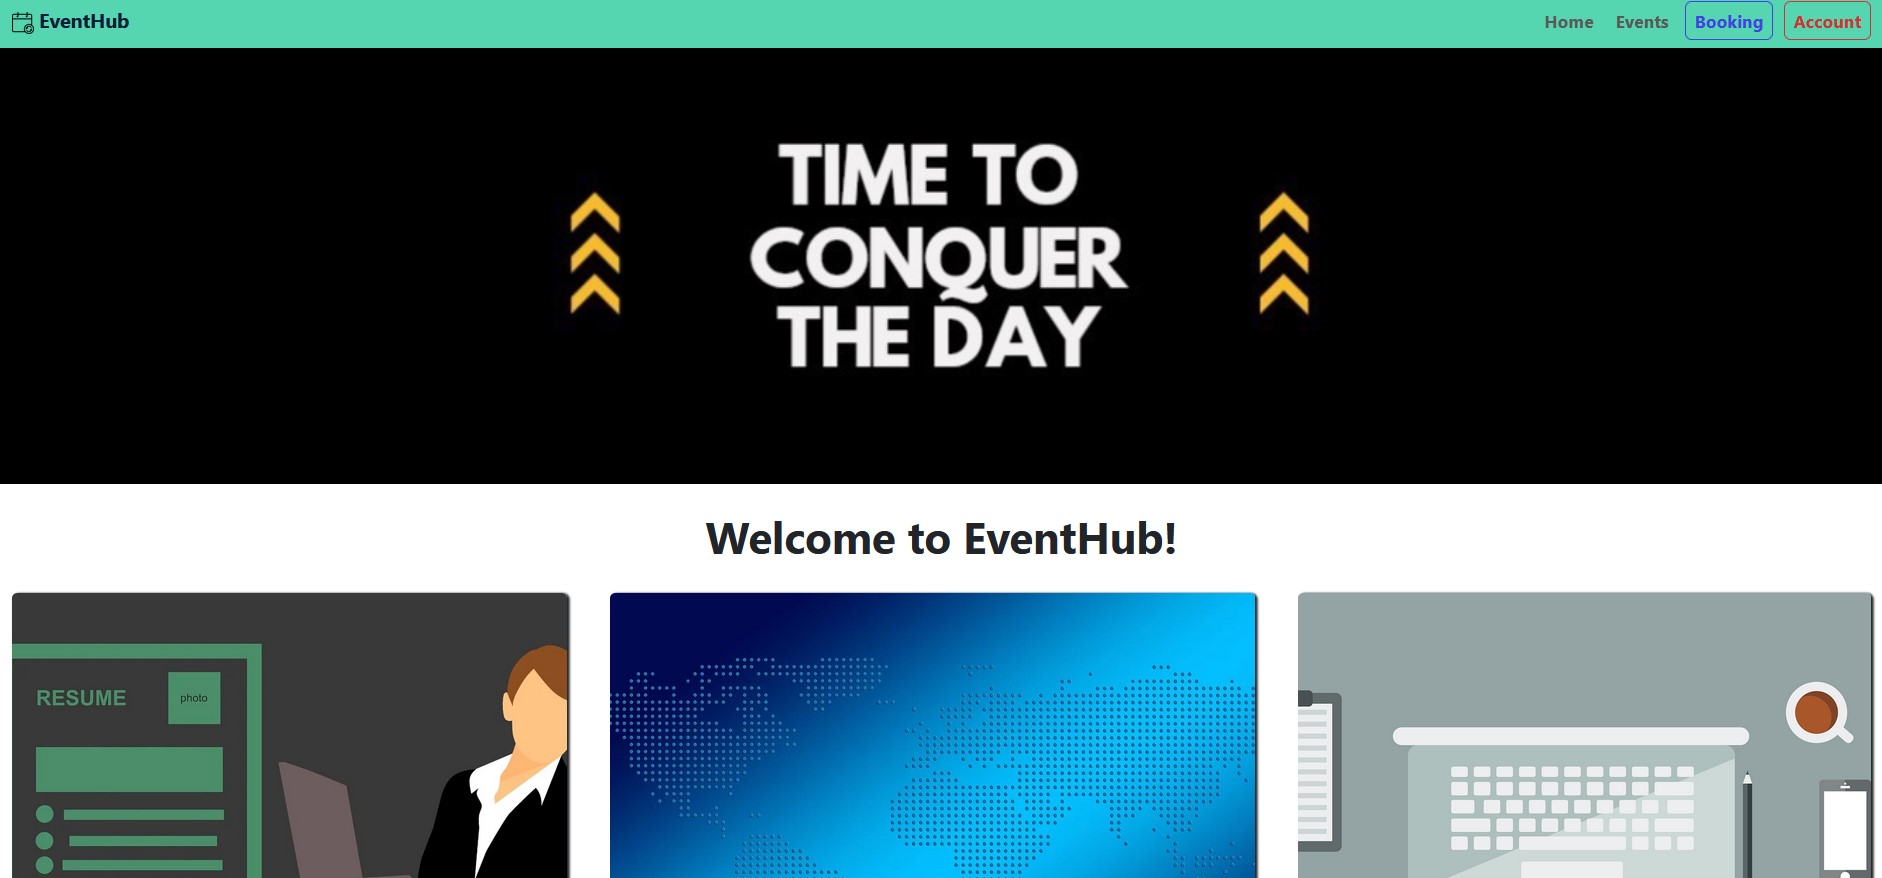 EventHub
Home Events Booking Account
TIME TO
CONQUER
THE DAY
Welcome to EventHub!
RESUME
photo